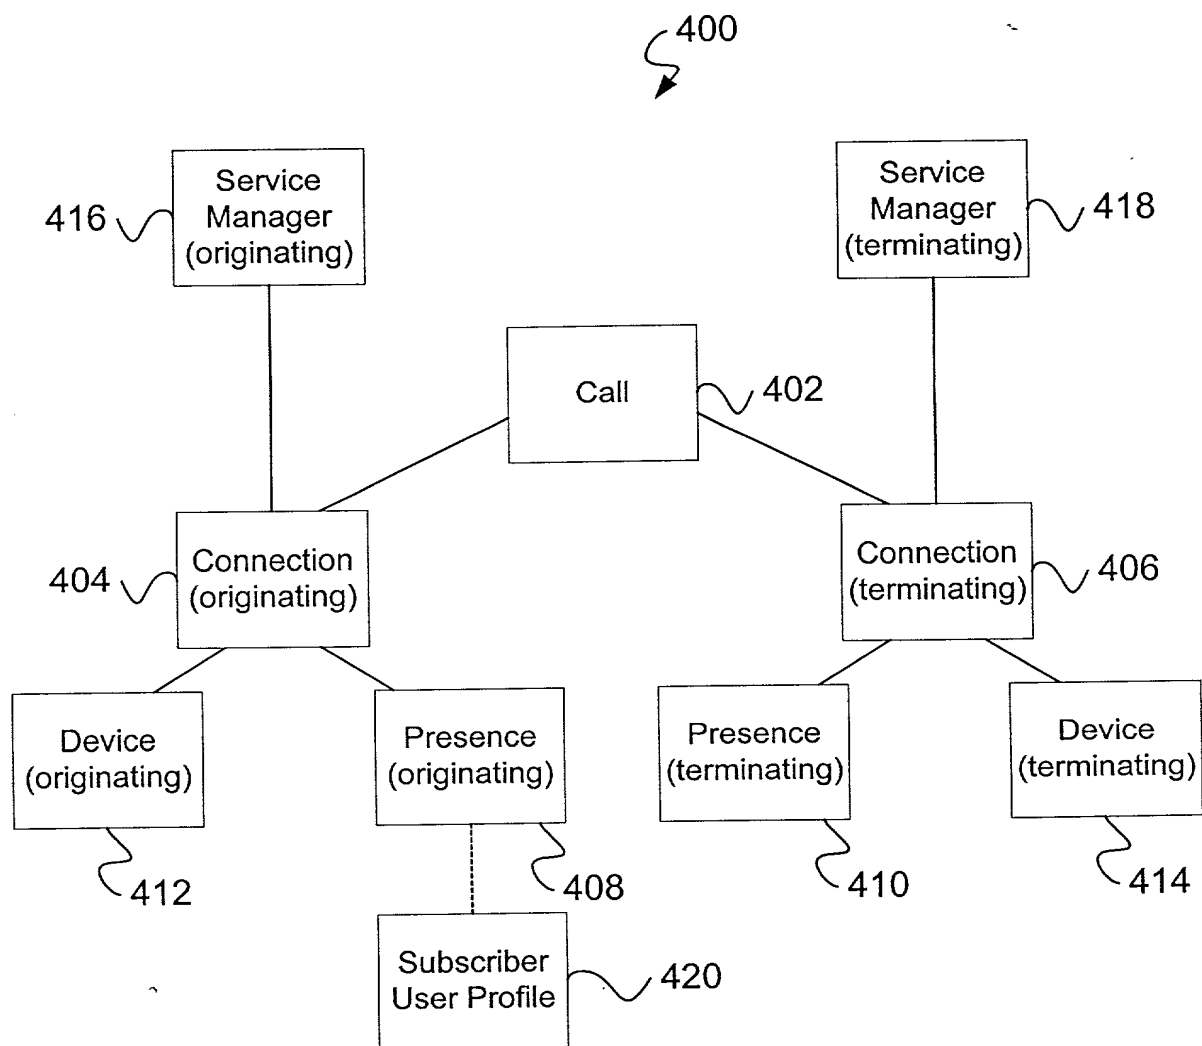 400
Service
Manager
(originating)
416
Service
Manager
(terminating)
418
Call
402
Connection
(originating)
404
Connection
(terminating)
406
Device
(originating)
412
Presence
(originating)
408
Presence
(terminating)
410
Device
(terminating)
414
Subscriber
User Profile
420